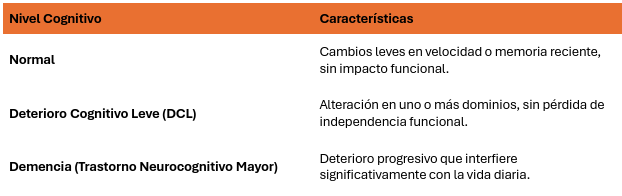 Nivel Cognitivo Características
Normal
Cambios leves en velocidad o memoria reciente,
sin impacto funcional.
Deterioro Cognitivo Leve (DCL)
Alteración en uno o más dominios, sin pérdida de
independencia funcional.
Demencia (Trastorno Neurocognitivo Mayor)
Deterioro progresivo que interfiere
significativamente con la vida diaria.